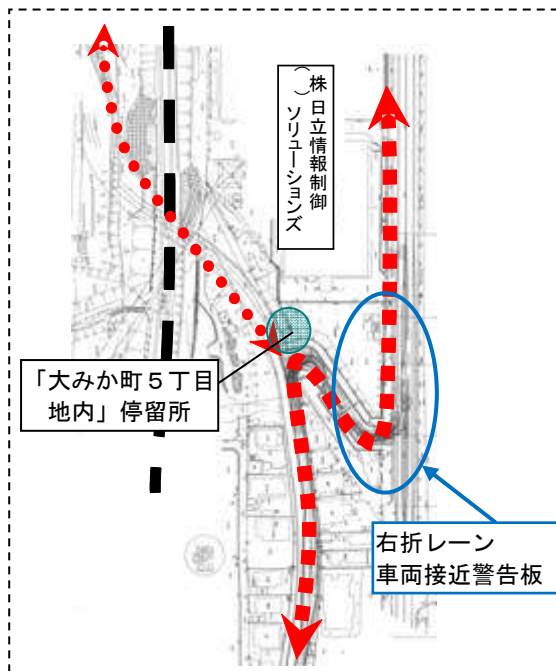 (株)日立情報制御
ソリューションズ
「大みか町５丁目
地内」停留所
右折レーン
車両接近警告板